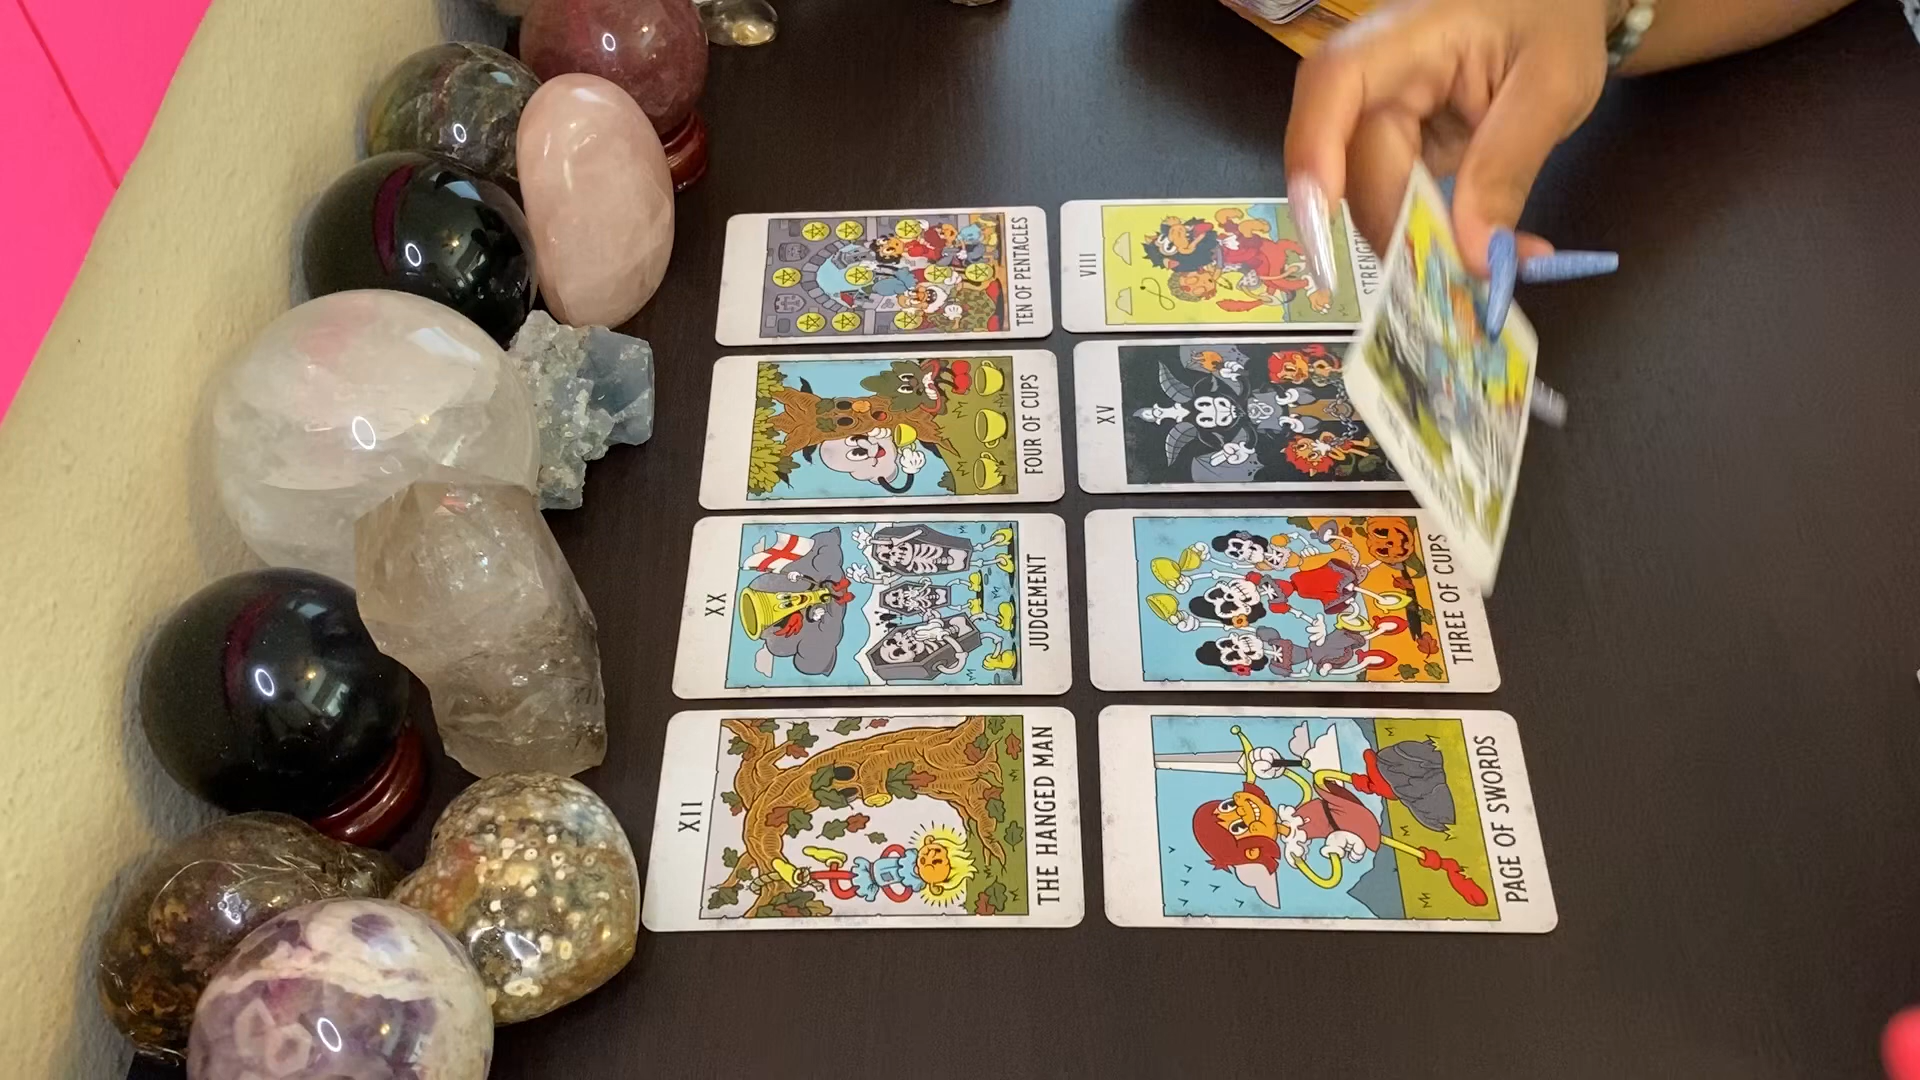 TEN OF PENTACLES
VIII
STRENGTH
FOUR OF CUPS
XV
XX
JUDGEMENT
THREE OF CUPS
XII
THE HANGED MAN
PAGE OF SWORDS